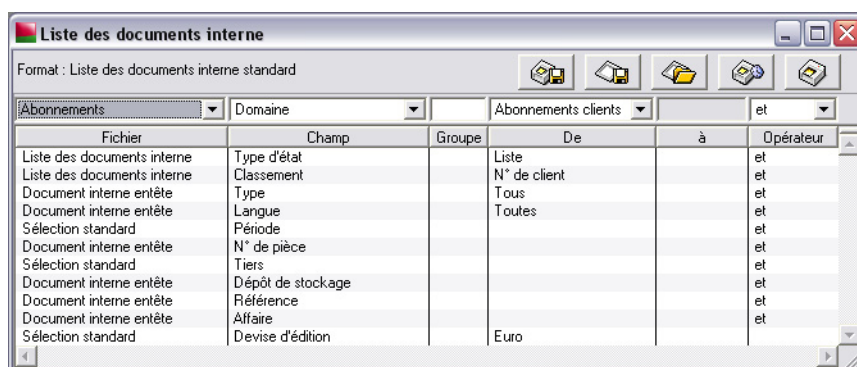 Liste des documents interne
Format : Liste des documents interne standard
Abonnements Domaine Abonnements clients et
Fichier Champ Groupe De à Opérateur
Liste des documents interne Type d'état Liste et
Liste des documents interne Classement N° de client et
Document interne entête Type Tous et
Document interne entête Langue Toutes et
Sélection standard Période et
Document interne entête N° de pièce et
Sélection standard Tiers et
Document interne entête Dépôt de stockage et
Document interne entête Référence et
Document interne entête Affaire et
Sélection standard Devise d'édition Euro